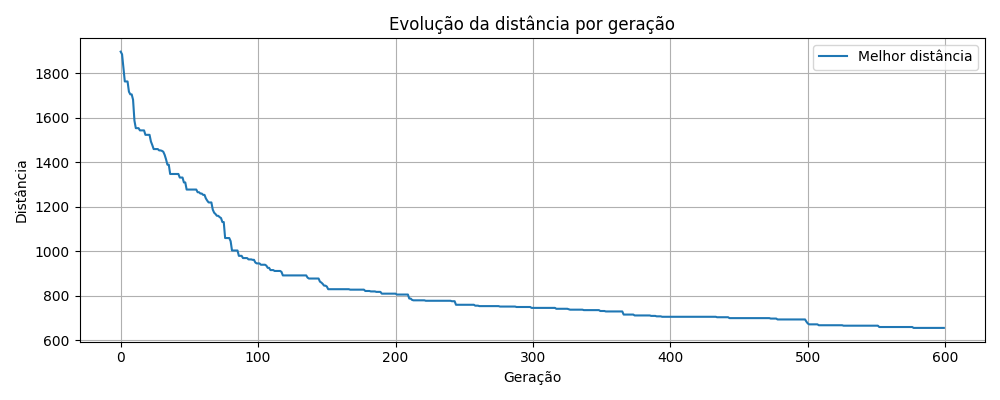 Evolução da distância por geração
Melhor distância
Distância
1800
1600
1400
1200
1000
800
600
0 100 200 300 400 500 600
Geração